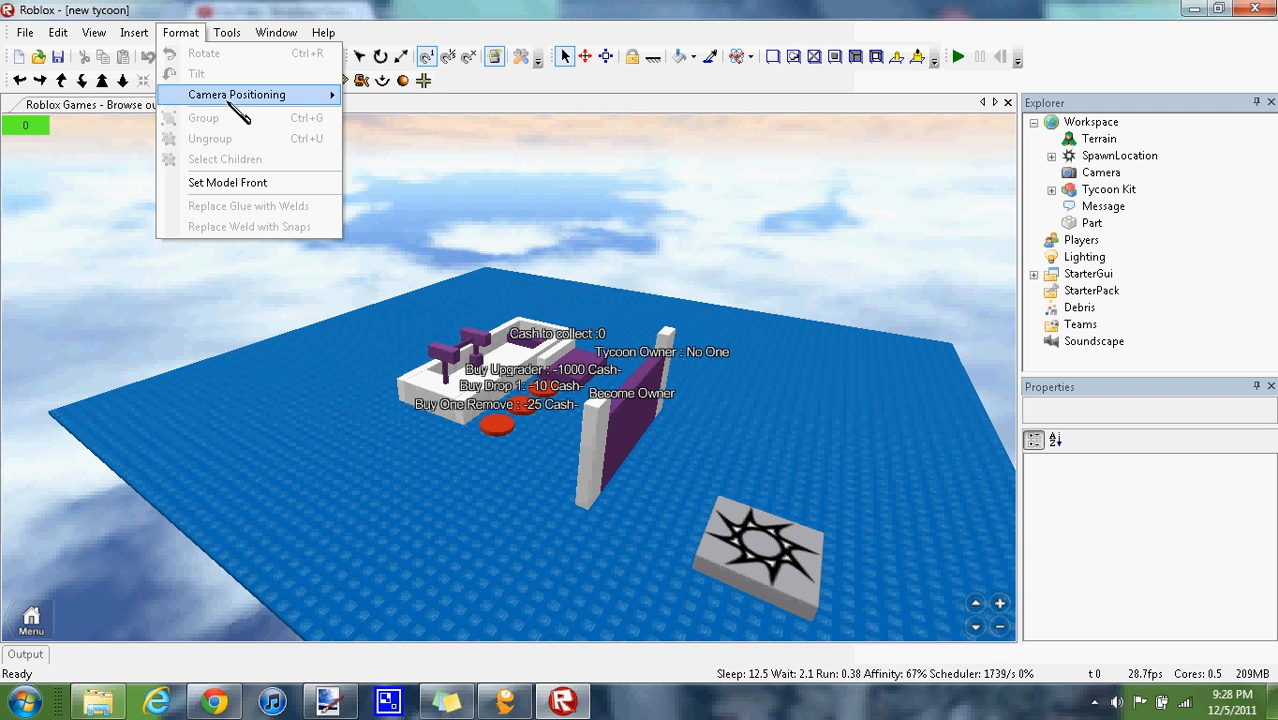 Roblox - [new tycoon]
File Edit View Insert Format Tools Window Help
Rotate Ctrl+R
Tilt
Camera Positioning
Group Ctrl+G
Ungroup Ctrl+U
Select Children
Set Model Front
Replace Glue with Welds
Replace Weld with Snaps
Roblox Games - Browse ou
0
Cash to collect :0
Tycoon Owner : No One
Buy Upgrader : -1000 Cash-
Buy Drop 1: -10 Cash-
Become Owner
Buy One Remove : -25 Cash-
Menu
Explorer
Workspace
Terrain
SpawnLocation
Camera
Tycoon Kit
Message
Part
Players
Lighting
StarterGui
StarterPack
Debris
Teams
Soundscape
Properties
Output
Ready
Sleep: 12.5 Wait: 2.1 Run: 0.38 Affinity: 67% Scheduler: 1739/s 0% t 0 28.7fps Cores: 0.5 209MB
9:28 PM
12/5/2011